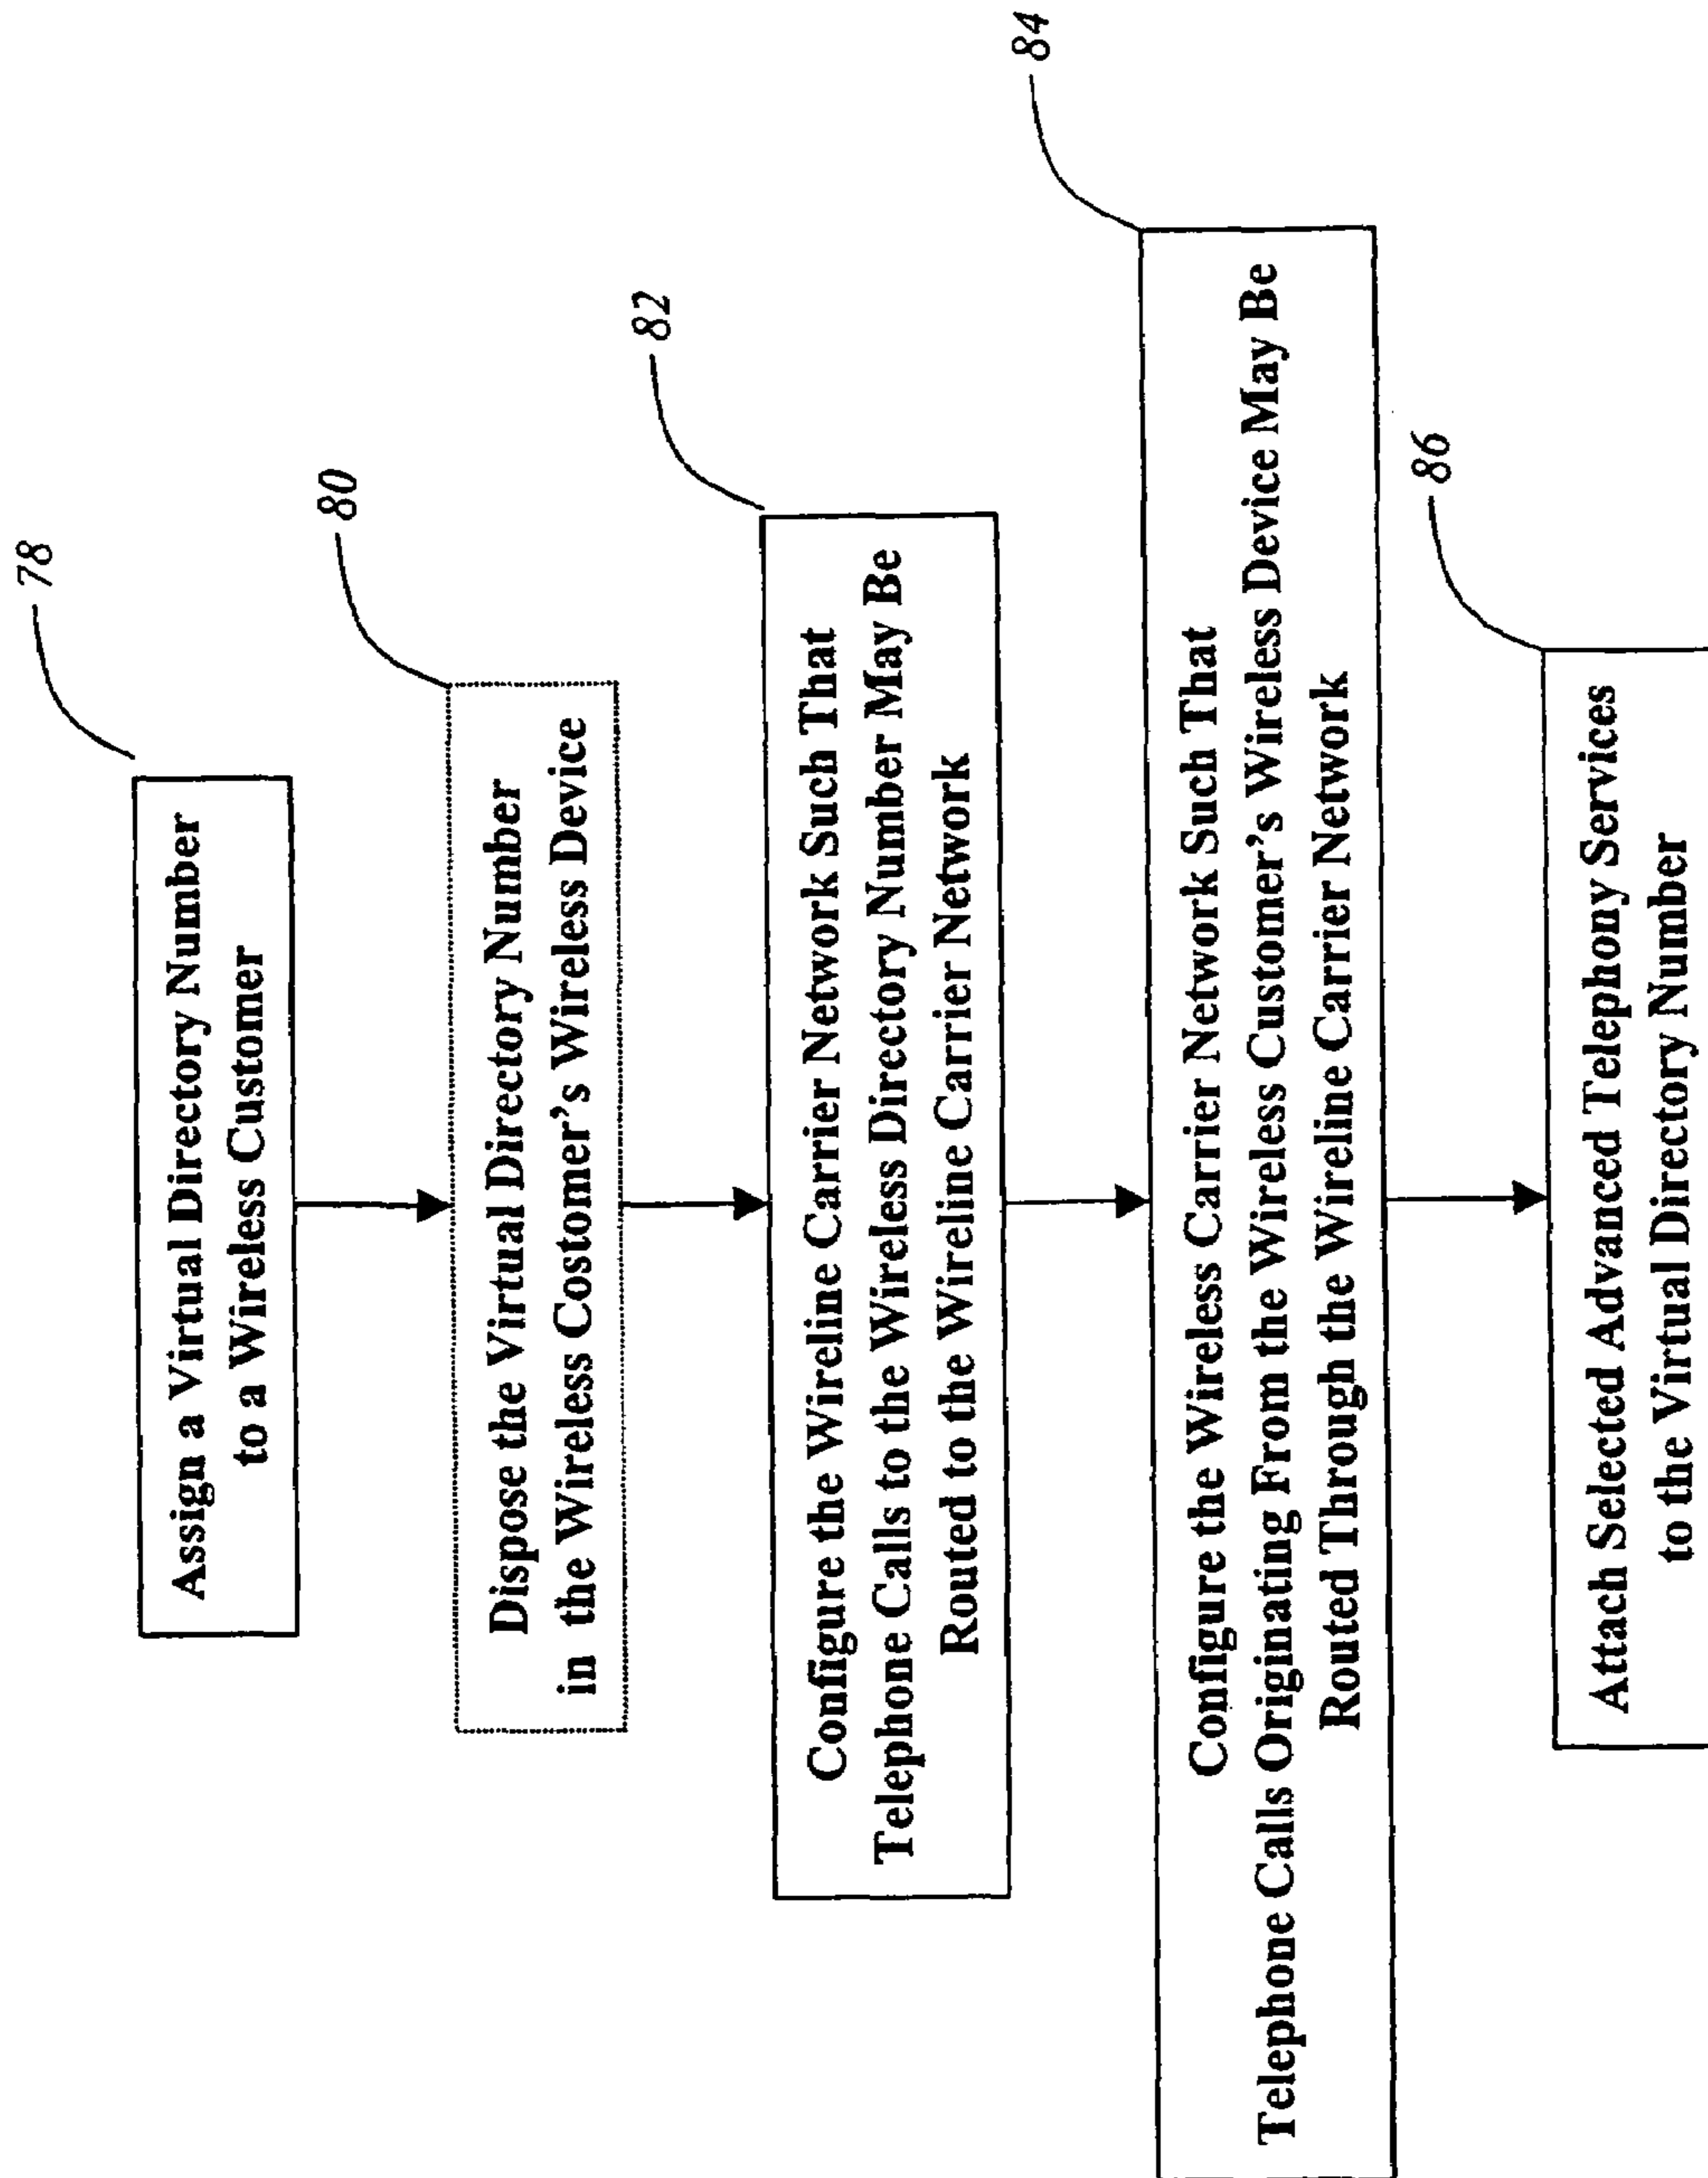 78
Assign a Virtual Directory Number
to a Wireless Customer
80
Dispose the Virtual Directory Number
in the Wireless Costomer's Wireless Device
82
Configure the Wireline Carrier Network Such That
Telephone Calls to the Wireless Directory Number May Be
Routed to the Wireline Carrier Network
84
Configure the Wireless Carrier Network Such That
Telephone Calls Originating From the Wireless Customer's Wireless Device May Be
Routed Through the Wireline Carrier Network
86
Attach Selected Advanced Telephony Services
to the Virtual Directory Number